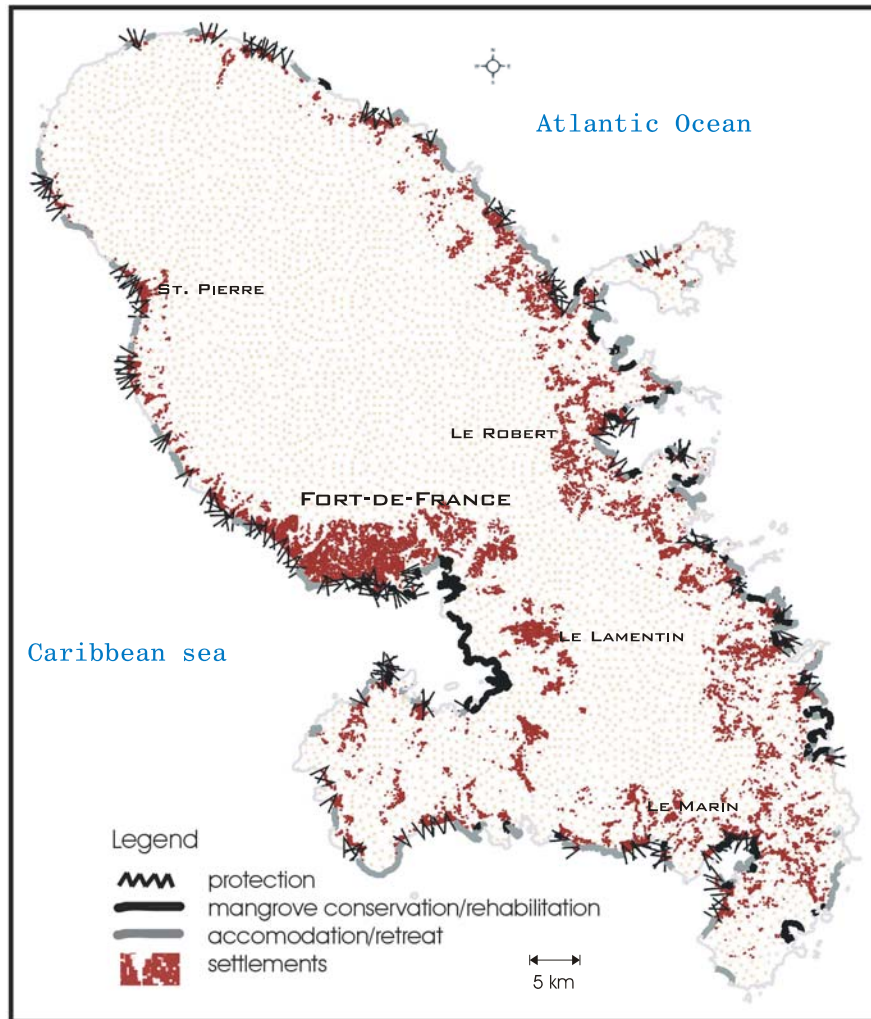 Atlantic Ocean
St. Pierre
Le Robert
Fort-de-France
Le Lamentin
Caribbean sea
Le Marin
Legend
protection
mangrove conservation/rehabilitation
accomodation/retreat
settlements
5 km